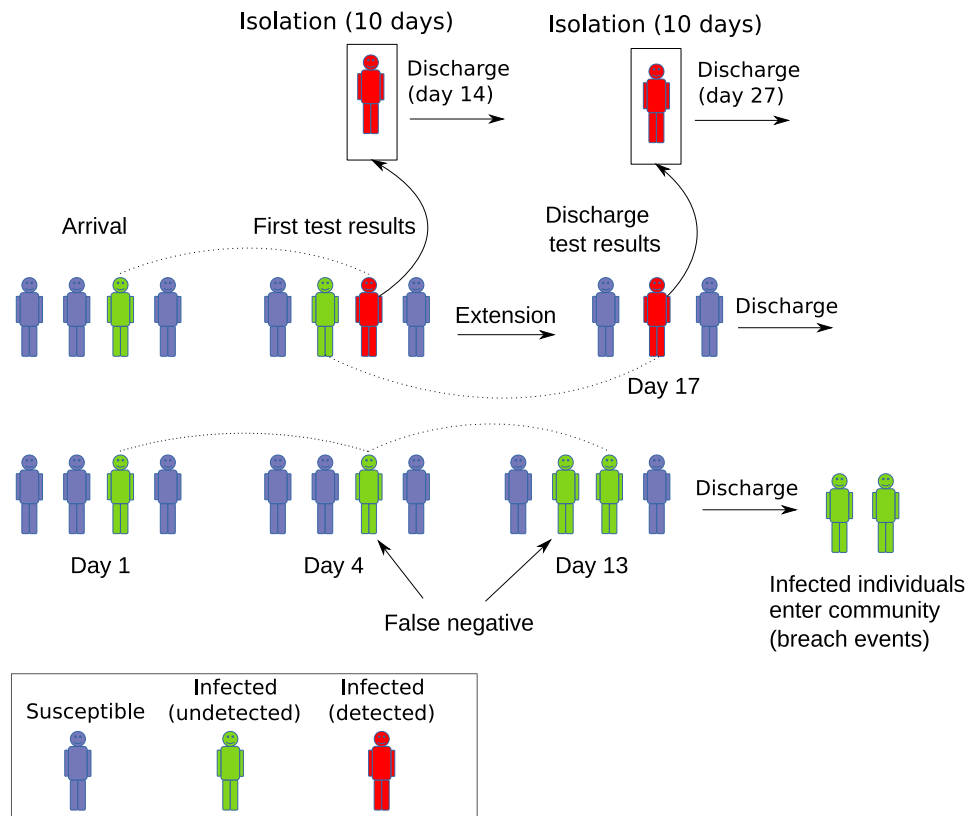 Isolation (10 days)
Isolation (10 days)
Discharge
(day 14)
Discharge
(day 27)
Arrival
First test results
Discharge
test results
Extension
Discharge
Day 17
Discharge
Day 1
Day 4
Day 13
False negative
Infected individuals
enter community
(breach events)
Susceptible
Infected
(undetected)
Infected
(detected)